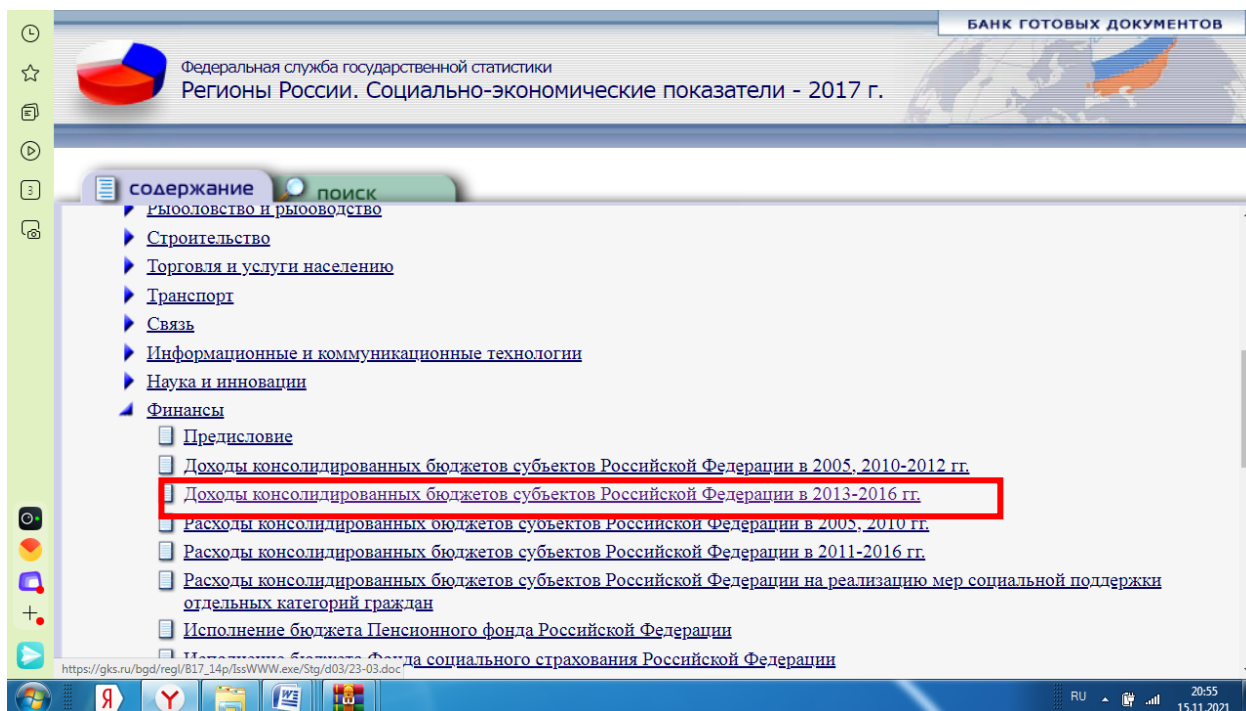 БАНК ГОТОВЫХ ДОКУМЕНТОВ
Федеральная служба государственной статистики
Регионы России. Социально-экономические показатели - 2017 г.
содержание
поиск
Рыболовство и рыбоводство
Строительство
Торговля и услуги населению
Транспорт
Связь
Информационные и коммуникационные технологии
Наука и инновации
Финансы
Предисловие
Доходы консолидированных бюджетов субъектов Российской Федерации в 2005, 2010-2012 гг.
Доходы консолидированных бюджетов субъектов Российской Федерации в 2013-2016 гг.
Расходы консолидированных бюджетов субъектов Российской Федерации в 2005, 2010 гг.
Расходы консолидированных бюджетов субъектов Российской Федерации в 2011-2016 гг.
Расходы консолидированных бюджетов субъектов Российской Федерации на реализацию мер социальной поддержки
отдельных категорий граждан
Исполнение бюджета Пенсионного фонда Российской Федерации
Исполнение бюджета Фонда социального страхования Российской Федерации
https://gks.ru/bgd/regl/B17_14p/IssWWW.exe/Stg/d03/23-03.doc
3
Я
Y
W
RU
20:55
15.11.2021